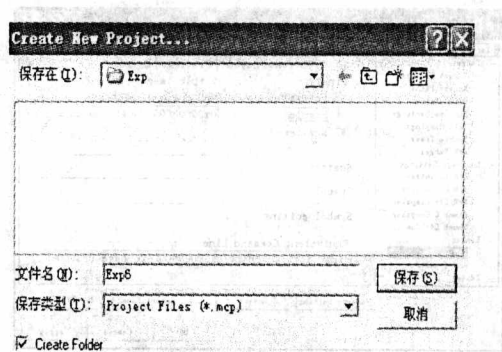 Create New Project...
保存在(I): Exp
文件名(N): Exp6
保存(S)
保存类型(T): Project Files (*.mcp)
取消
Create Folder